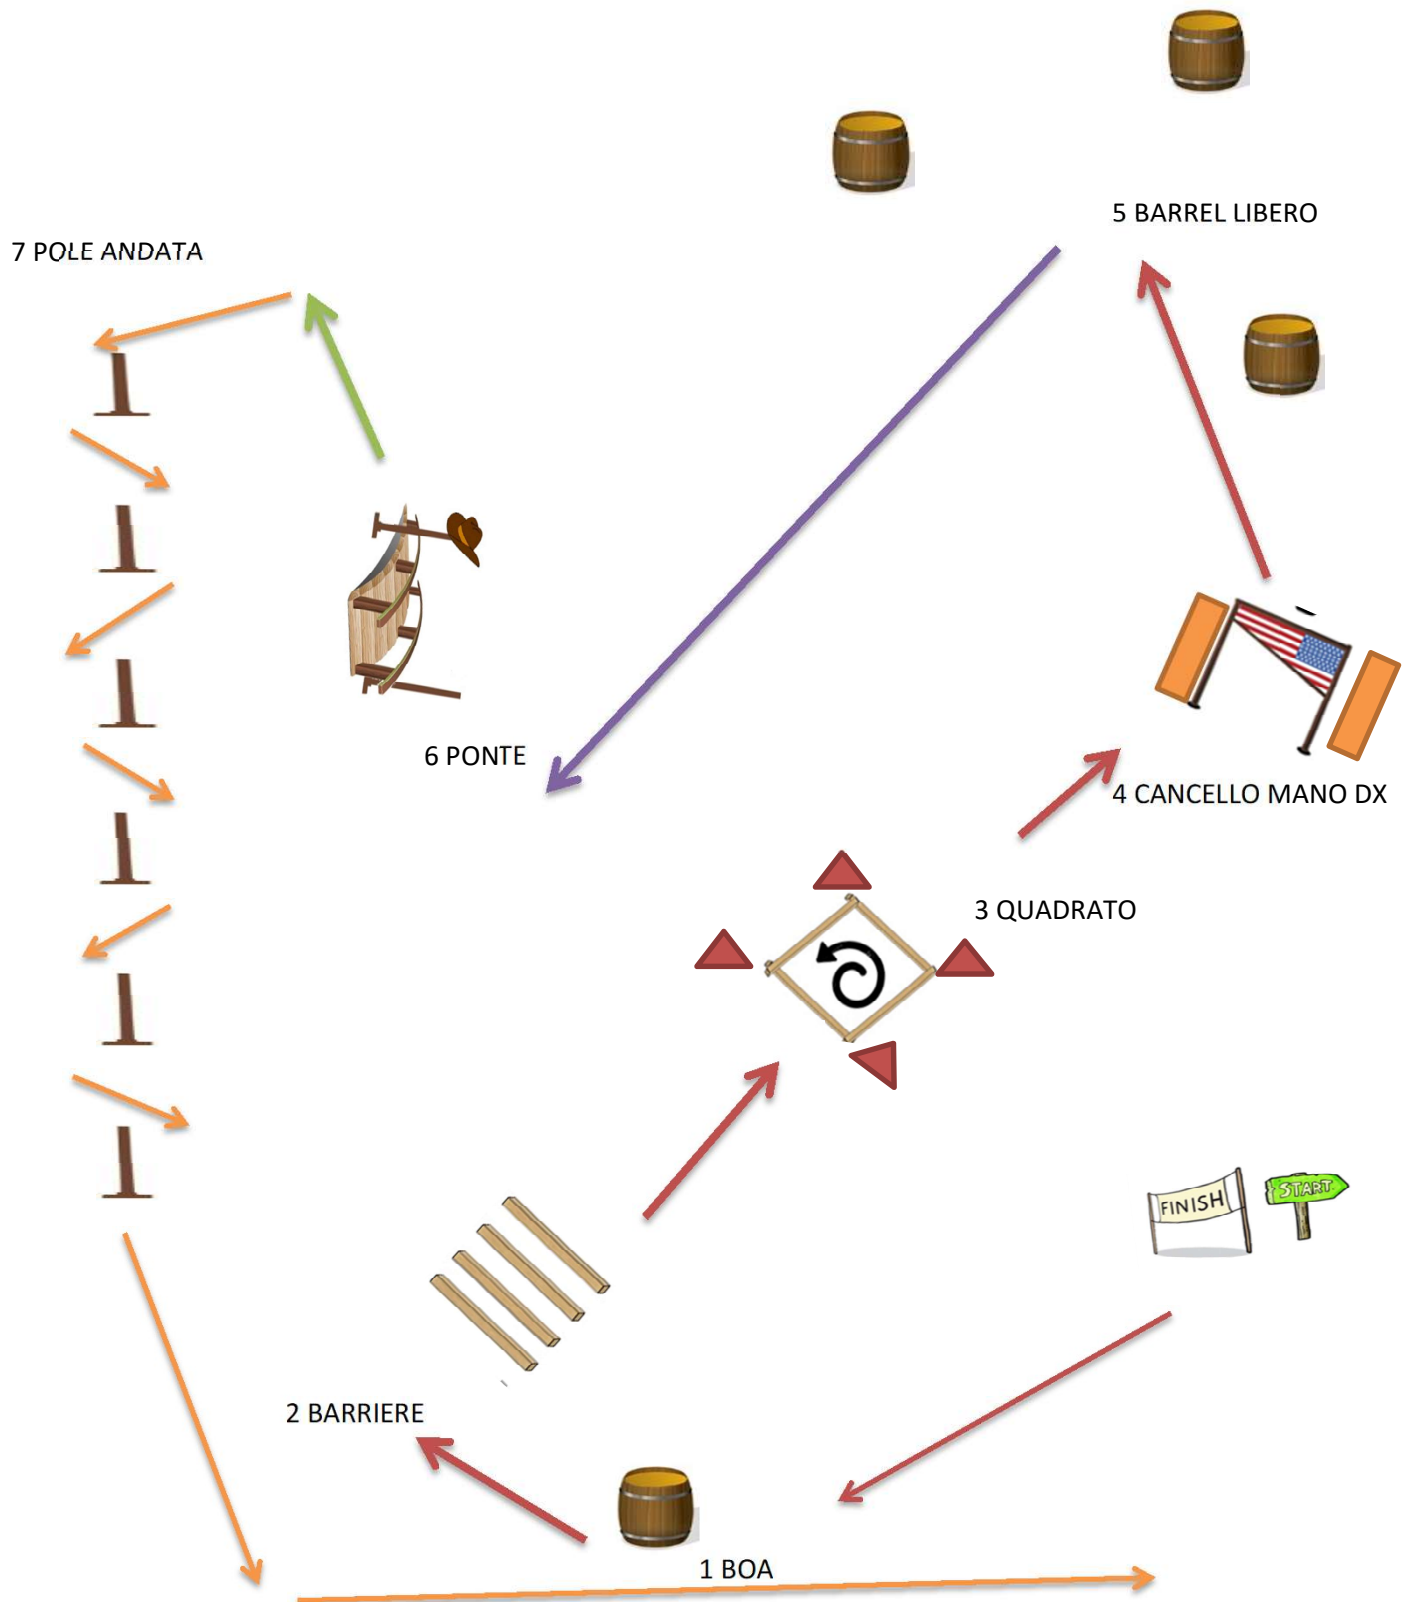 5 BARREL LIBERO
7 POLE ANDATA
6 PONTE
4 CANCELLO MANO DX
3 QUADRATO
FINISH
START
2 BARRIERE
1 BOA